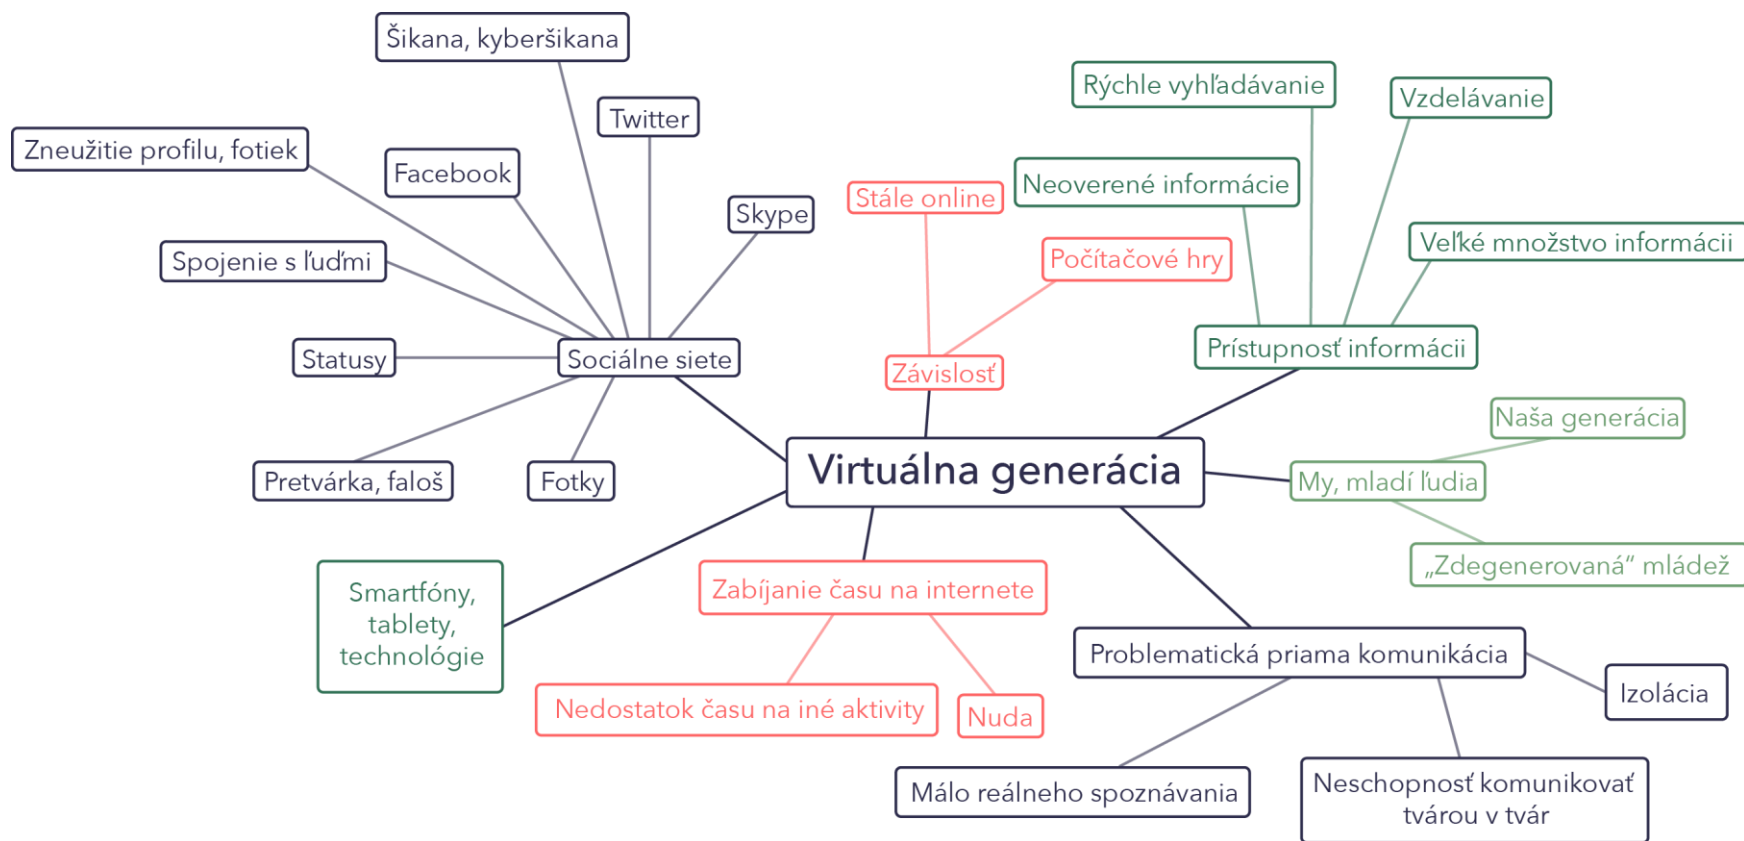 Šikana, kyberšikana
Twitter
Zneužitie profilu, fotiek
Facebook
Skype
Spojenie s ľuďmi
Statusy
Sociálne siete
Pretvárka, faloš
Fotky
Stále online
Počítačové hry
Závislosť
Rýchle vyhľadávanie
Vzdelávanie
Neoverené informácie
Veľké množstvo informácii
Prístupnosť informácii
Virtuálna generácia
Naša generácia
My, mladí ľudia
„Zdegenerovaná“ mládež
Smartfóny,
tablety,
technológie
Zabíjanie času na internete
Nedostatok času na iné aktivity
Nuda
Problematická priama komunikácia
Izolácia
Málo reálneho spoznávania
Neschopnosť komunikovať
tvárou v tvár